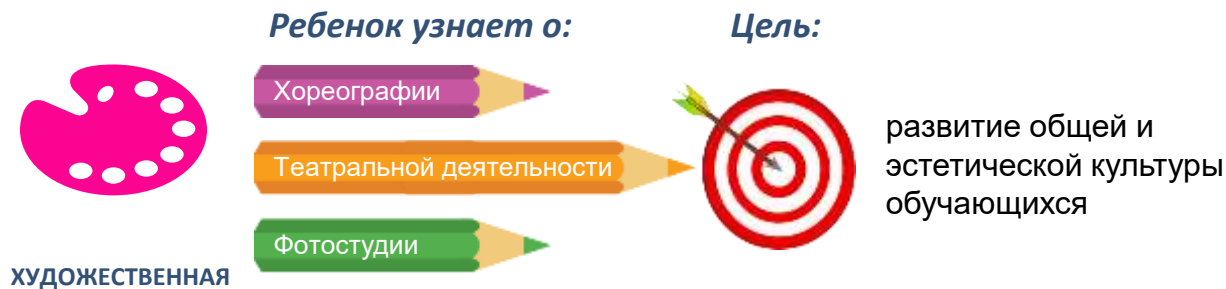 Ребенок узнает о:
Цель:
Хореографии
Театральной деятельности
Фотостудии
развитие общей и
эстетической культуры
обучающихся
ХУДОЖЕСТВЕННАЯ